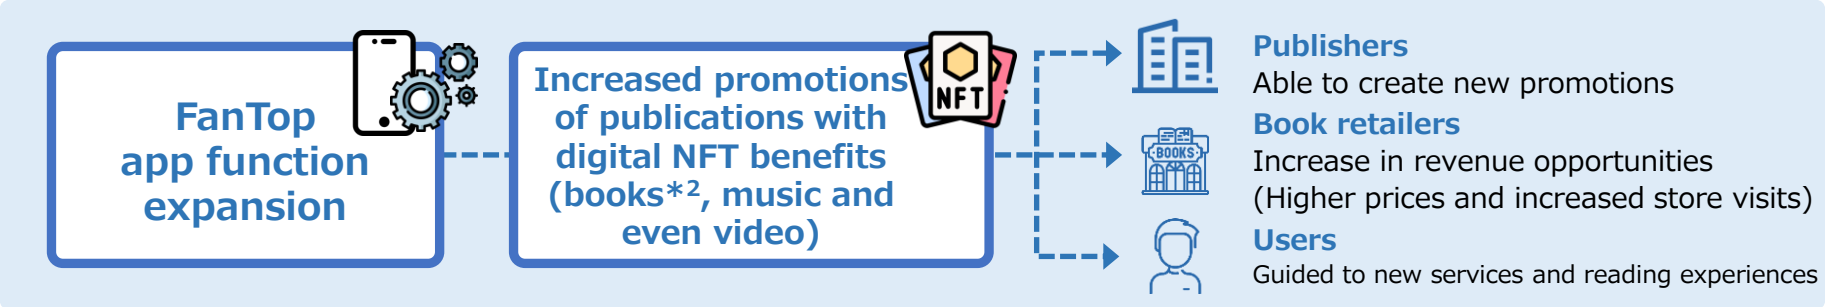 FanTop
app function
expansion
Increased promotions
of publications with
digital NFT benefits
(books*², music and
even video)
NFT
Publishers
Able to create new promotions
BOOKS
Book retailers
Increase in revenue opportunities
(Higher prices and increased store visits)
Users
Guided to new services and reading experiences